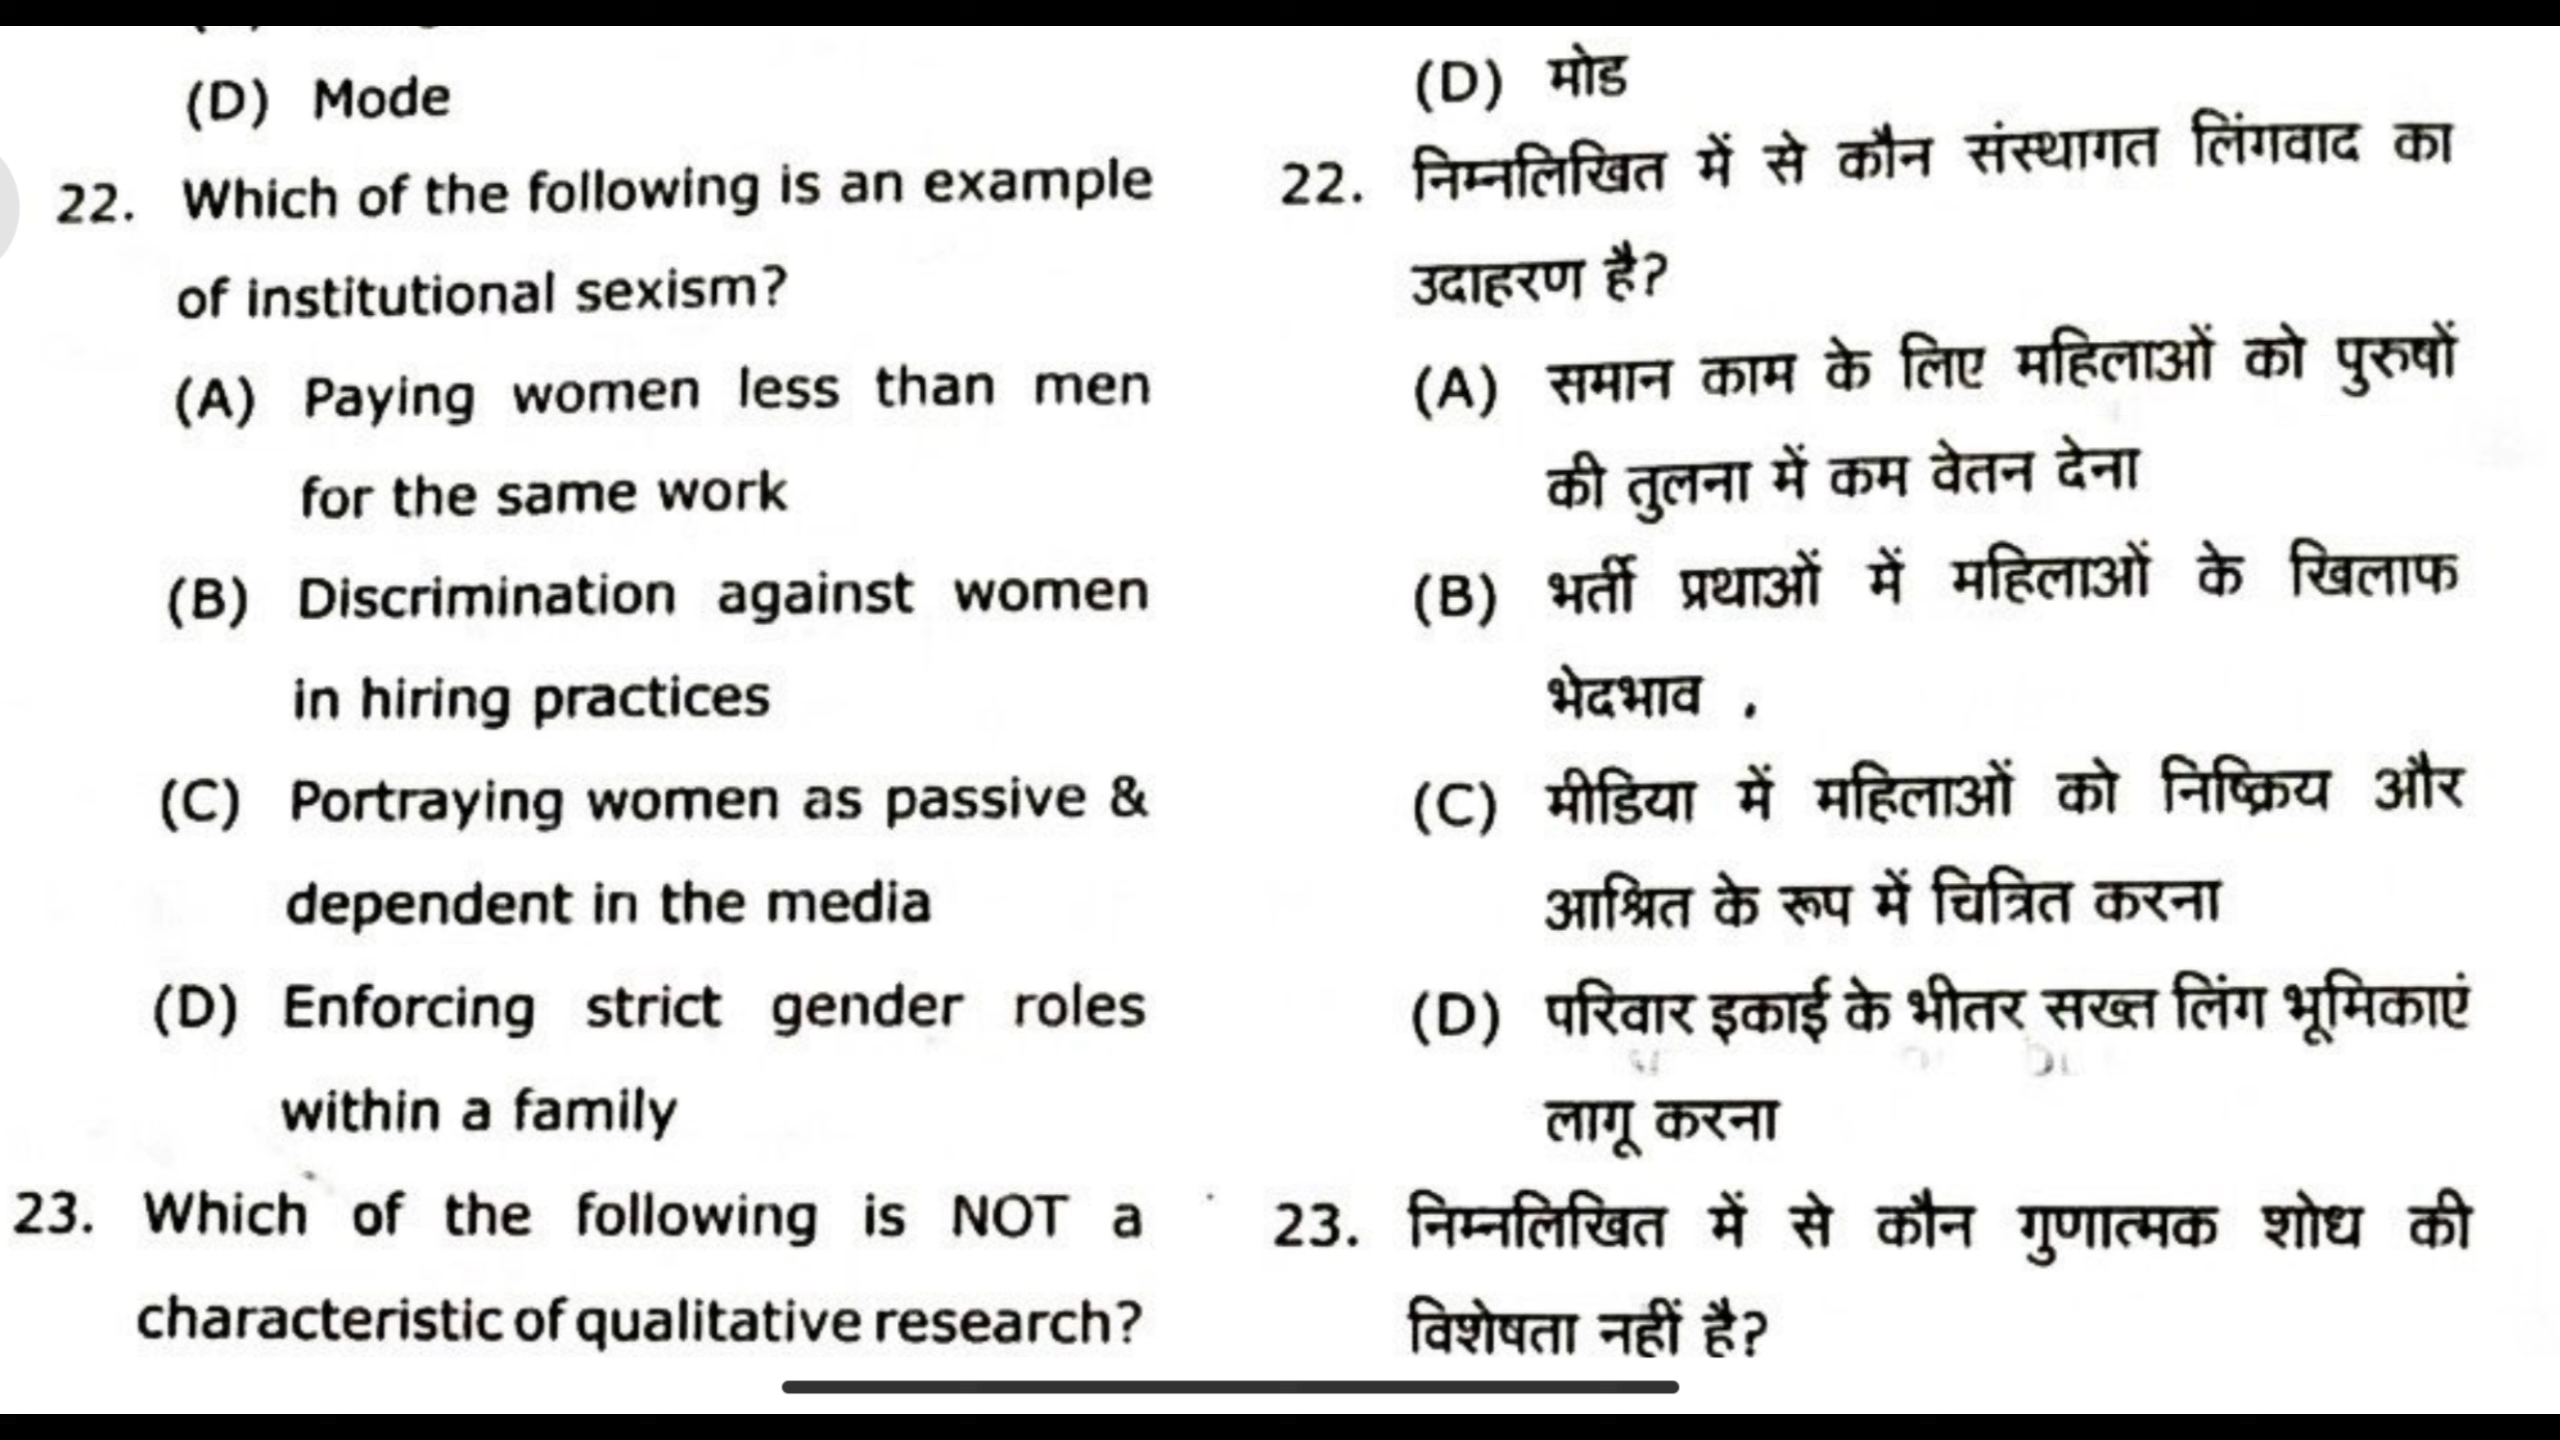 (D) Mode
22. Which of the following is an example
of institutional sexism?
(A) Paying women less than men
for the same work
(B) Discrimination against women
in hiring practices
(C) Portraying women as passive &
dependent in the media
(D) Enforcing strict gender roles
within a family
23. Which of the following is NOT a
characteristic of qualitative research?
(D) मोड
22. निम्नलिखित में से कौन संस्थागत लिंगवाद का
उदाहरण है?
(A) समान काम के लिए महिलाओं को पुरुषों
की तुलना में कम वेतन देना
(B) भर्ती प्रथाओं में महिलाओं के खिलाफ
भेदभाव .
(C) मीडिया में महिलाओं को निष्क्रिय और
आश्रित के रूप में चित्रित करना
(D) परिवार इकाई के भीतर सख्त लिंग भूमिकाएं
लागू करना
23. निम्नलिखित में से कौन गुणात्मक शोध की
विशेषता नहीं है?